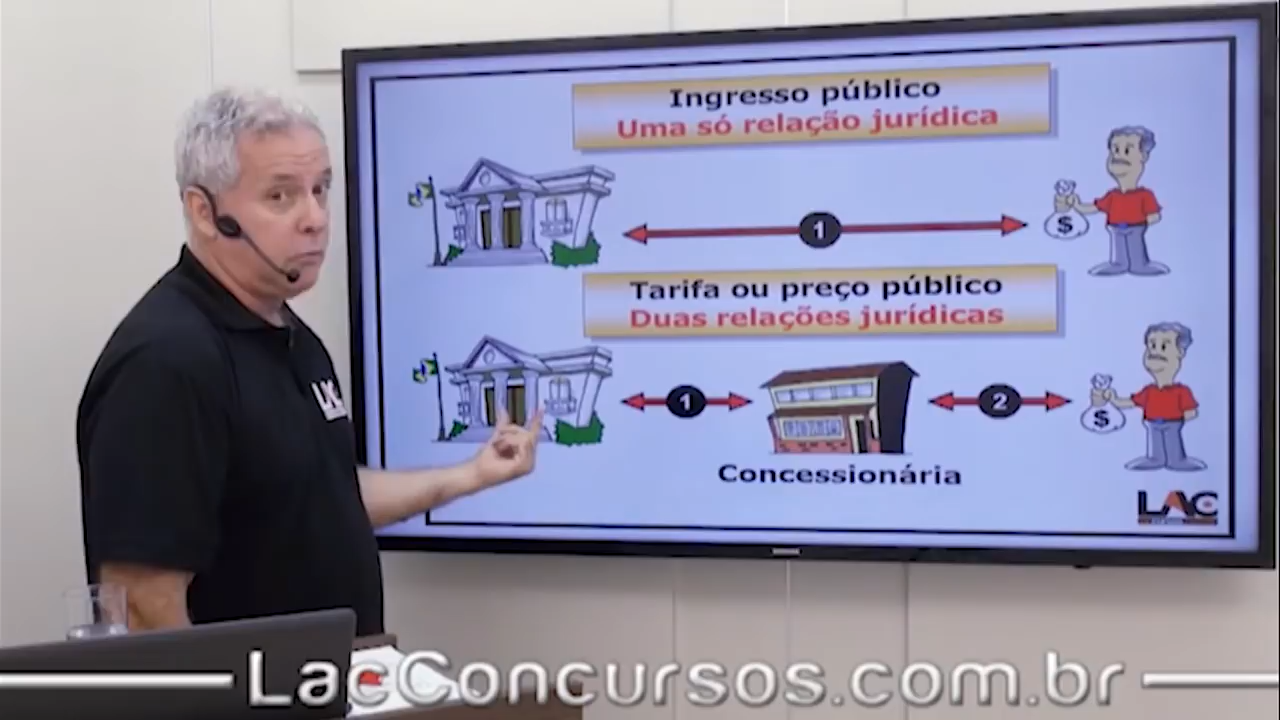 Ingresso público
Uma só relação jurídica
1
$
Tarifa ou preço público
Duas relações jurídicas
1
2
$
Concessionária
LAC
LAC
LacConcursos.com.br